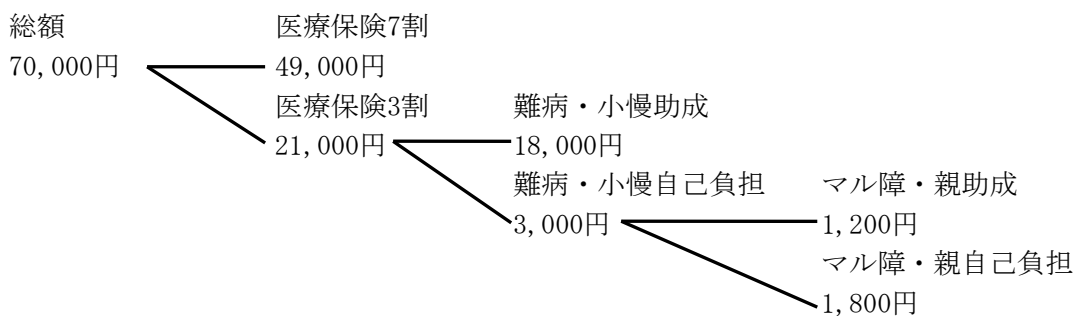 総額
医療保険7割
70,000円
49,000円
医療保険3割
難病・小慢助成
21,000円
18,000円
難病・小慢自己負担
マル障・親助成
3,000円
1,200円
マル障・親自己負担
1,800円